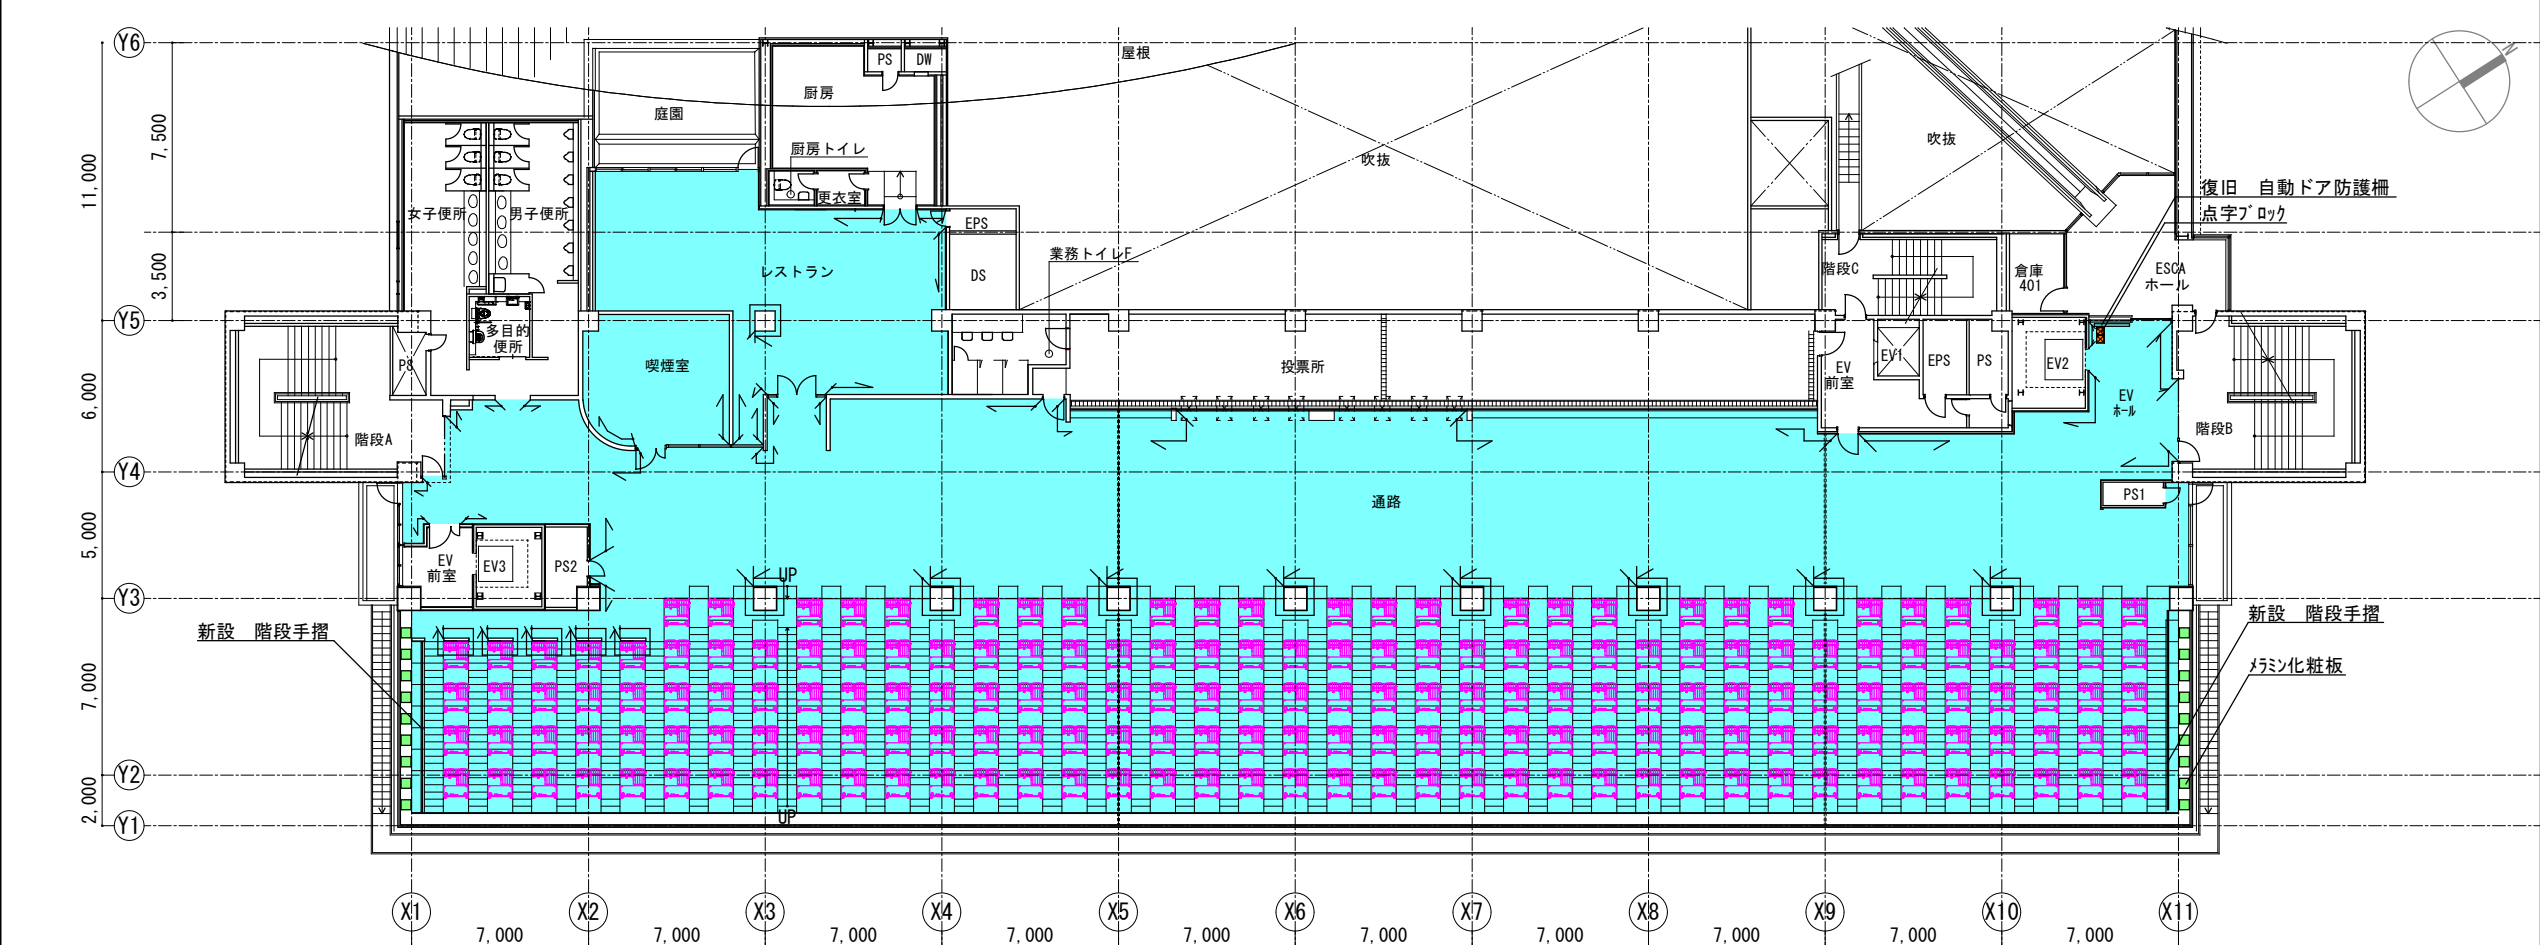 Y6
屋根
PS
DW
厨房
庭園
7,500
吹抜
吹抜
厨房トイレ
11,000
復旧 自動ドア防護柵
更衣室
点字ブロック
女子便所
男子便所
EPS
業務トイレF
3,500
レストラン
DS
階段C
倉庫
401
ESCA
ホール
Y5
多目的
便所
PS
喫煙室
投票所
EV
前室
EV1
EPS
PS
EV2
EV
ホール
6,000
階段A
階段B
Y4
通路
PS1
5,000
EV
前室
EV3
PS2
UP
Y3
新設 階段手摺
新設 階段手摺
メラミン化粧板
7,000
Y2
2,000
UP
Y1
X1
X2
X3
X4
X5
X6
X7
X8
X9
X10
X11
7,000
7,000
7,000
7,000
7,000
7,000
7,000
7,000
7,000
7,000
N